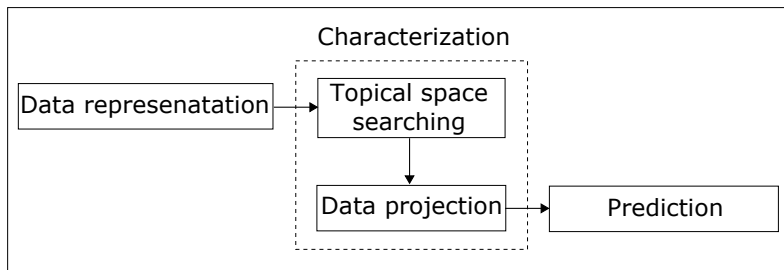 Characterization
Data represenatation
Topical space
searching
Data projection
Prediction